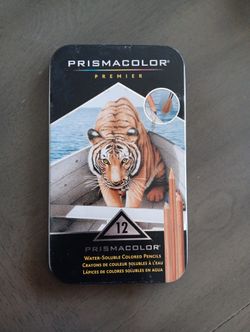 PRISMACOLOR®
PREMIER
12
PRISMACOLOR®
WATER-SOLUBLE COLORED PENCILS
CRAYONS DE COULEUR SOLUBLES À L'EAU
LÁPICES DE COLORES SOLUBLES EN AGUA